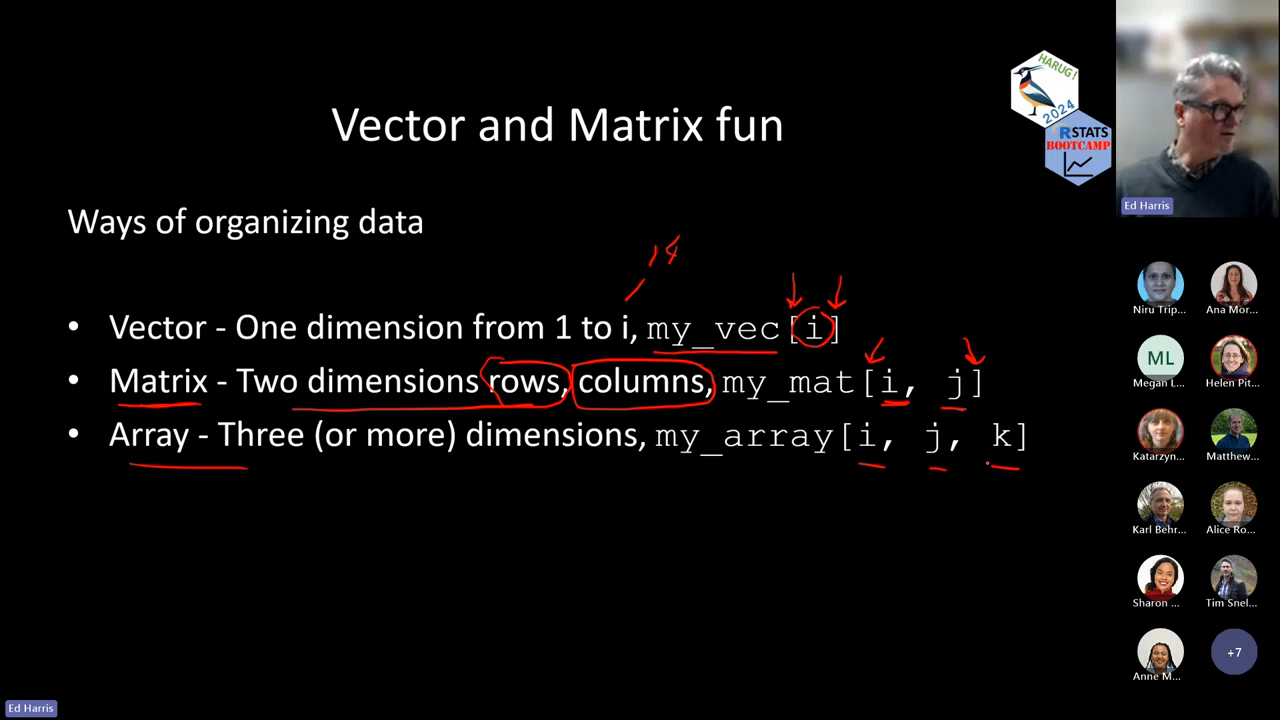 HARUG!
2024
RSTATS
BOOTCAMP
Vector and Matrix fun
Ed Harris
Ways of organizing data
14
• Vector - One dimension from 1 to i, my_vec[i]
• Matrix - Two dimensions rows, columns, my_mat[i, j]
• Array - Three (or more) dimensions, my_array[i, j, k]
Niru Trip...
Ana Mor...
ML
Megan L...
Helen Pit...
Katarzyn...
Matthew...
Karl Behr...
Alice Ro...
Sharon ...
Tim Snel...
Anne M...
+7
Ed Harris